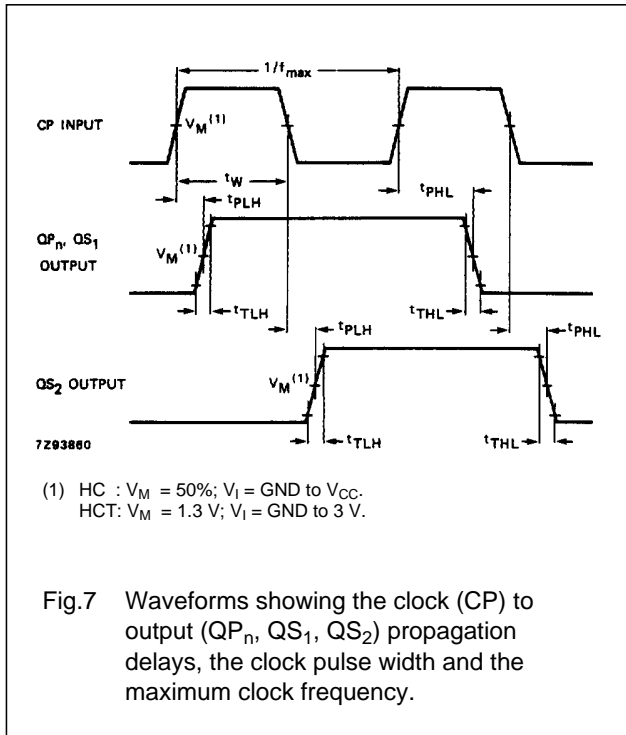 1/fmax
CP INPUT
VM(1)
tW
tPLH
tPHL
QPn, QS1
OUTPUT
VM(1)
tTLH
tTHL
tPLH
tPHL
QS2 OUTPUT
VM(1)
tTLH
tTHL
7Z93860
(1) HC : VM = 50%; VI = GND to VCC.
HCT: VM = 1.3 V; VI = GND to 3 V.
Fig.7 Waveforms showing the clock (CP) to
output (QPn, QS1, QS2) propagation
delays, the clock pulse width and the
maximum clock frequency.